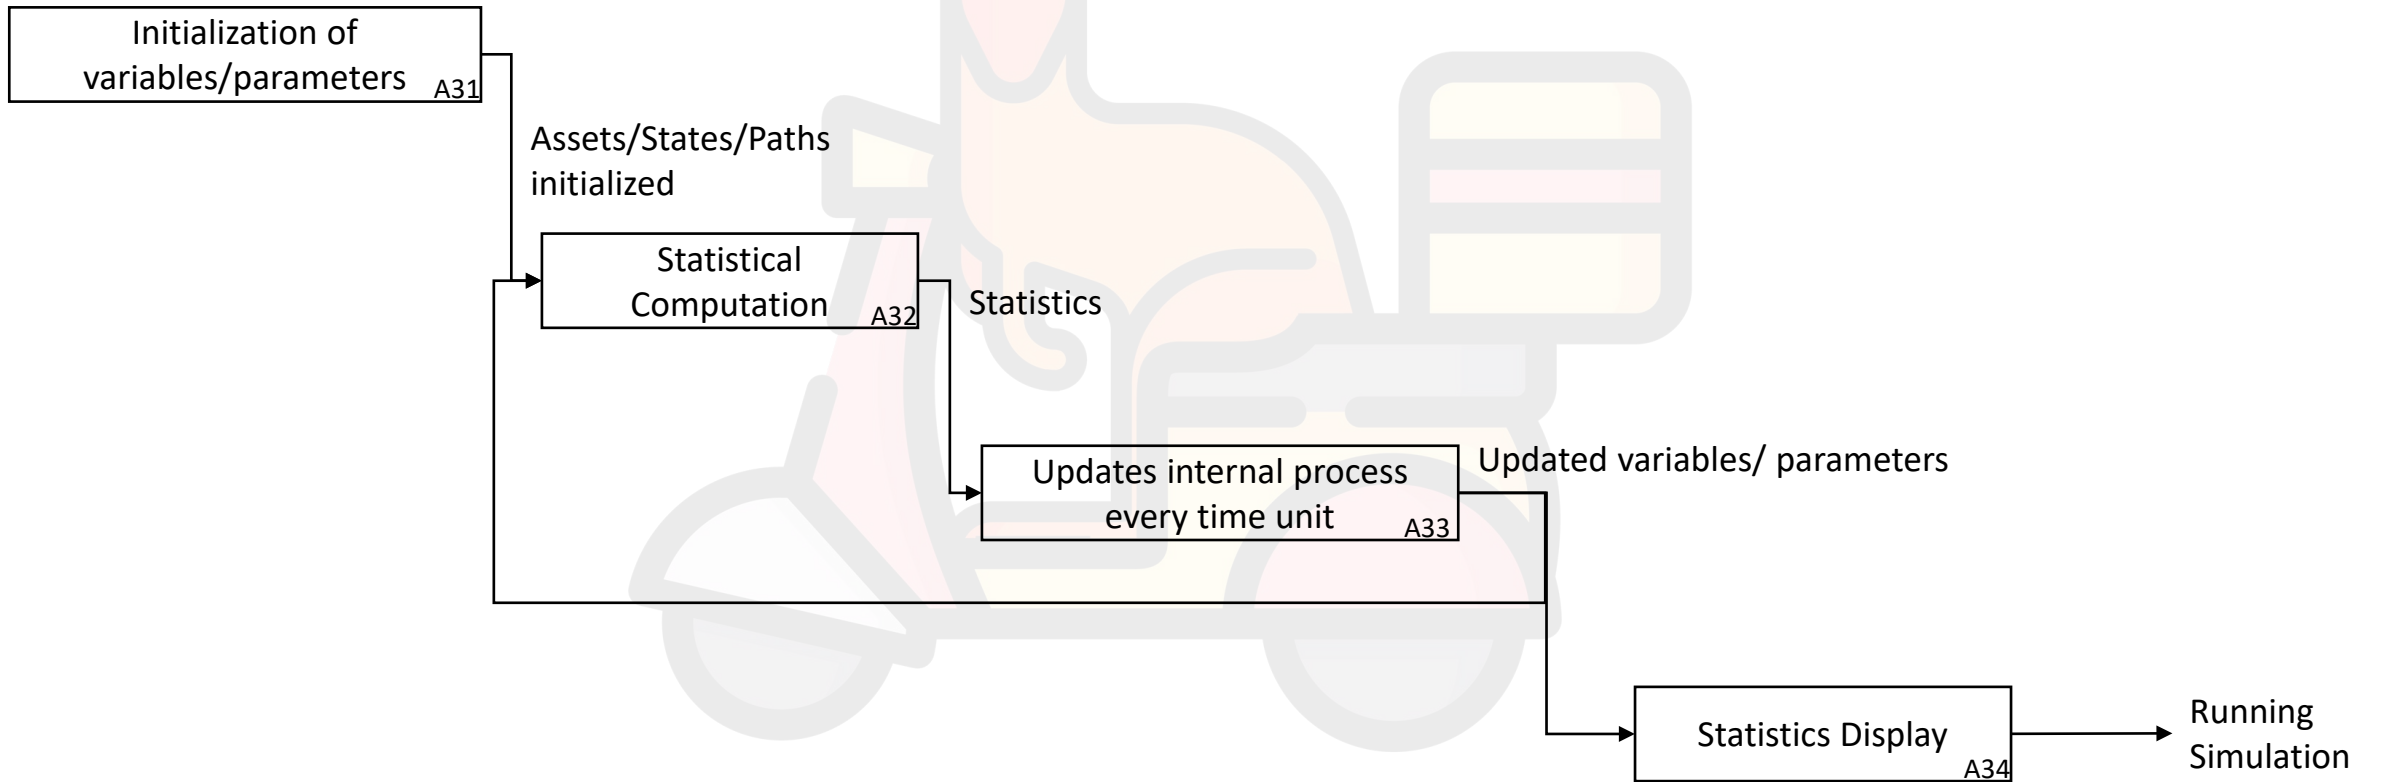 Initialization of
variables/parameters
A31
Assets/States/Paths
initialized
Statistical
Computation
A32
Statistics
Updates internal process
every time unit
A33
Updated variables/ parameters
Statistics Display
A34
Running
Simulation